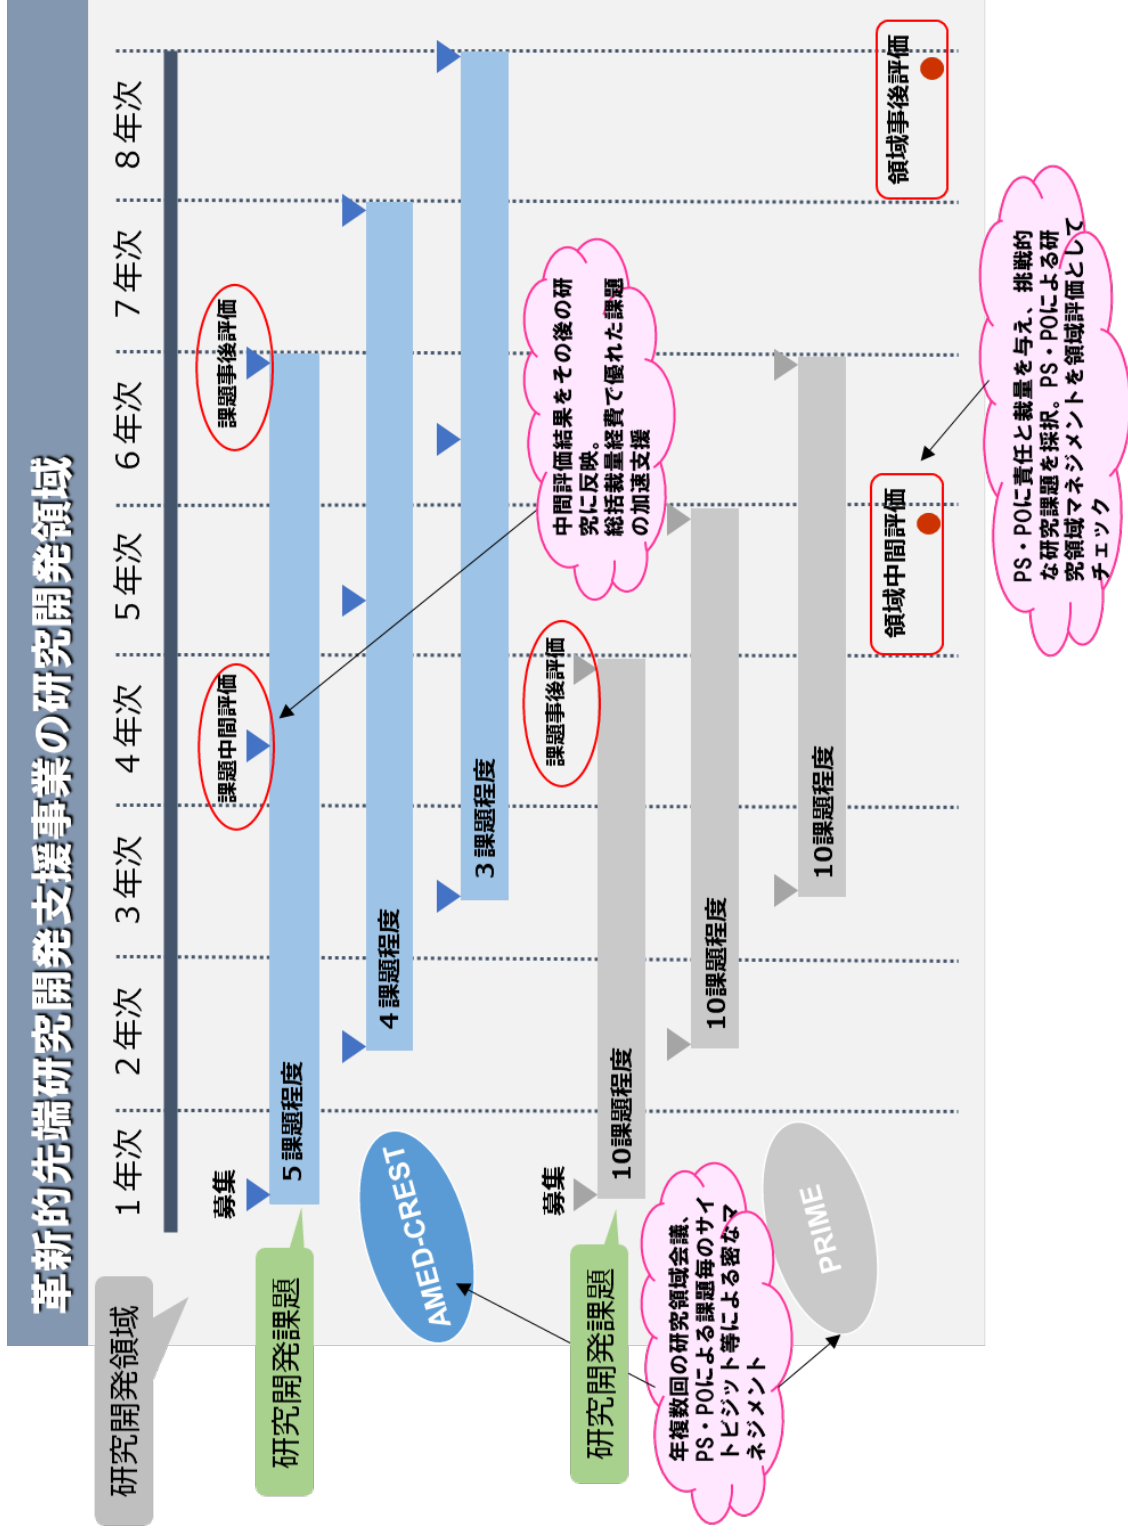 革新的先端研究開発支援事業の研究開発領域
研究開発領域
１年次
２年次
３年次
４年次
５年次
６年次
７年次
８年次
募集
課題中間評価
課題事後評価
研究開発課題
５課題程度
４課題程度
３課題程度
AMED-CREST
中間評価結果をその後の研
究に反映。
総括裁量経費で優れた課題
の加速支援
募集
課題事後評価
研究開発課題
10課題程度
10課題程度
10課題程度
年複数回の研究領域会議、
PS・POによる課題毎のサイ
トビジット等による密なマ
ネジメント
PRIME
領域中間評価
領域事後評価
PS・POに責任と裁量を与え、挑戦的
な研究課題を採択。PS・POによる研
究領域マネジメントを領域評価として
チェック